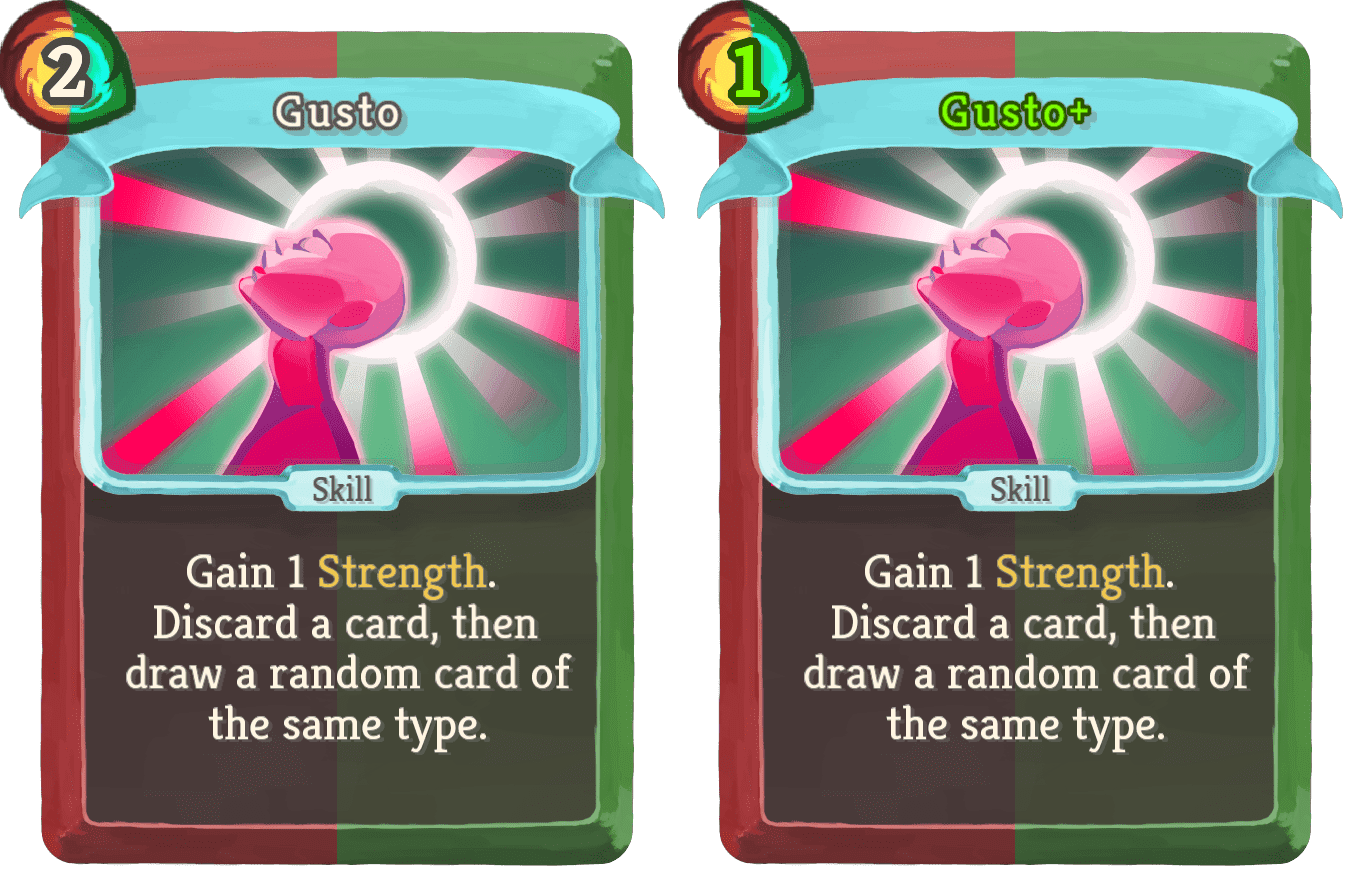 2
Gusto
Skill
Gain 1 Strength.
Discard a card, then
draw a random card of
the same type.
1
Gusto+
Skill
Gain 1 Strength.
Discard a card, then
draw a random card of
the same type.